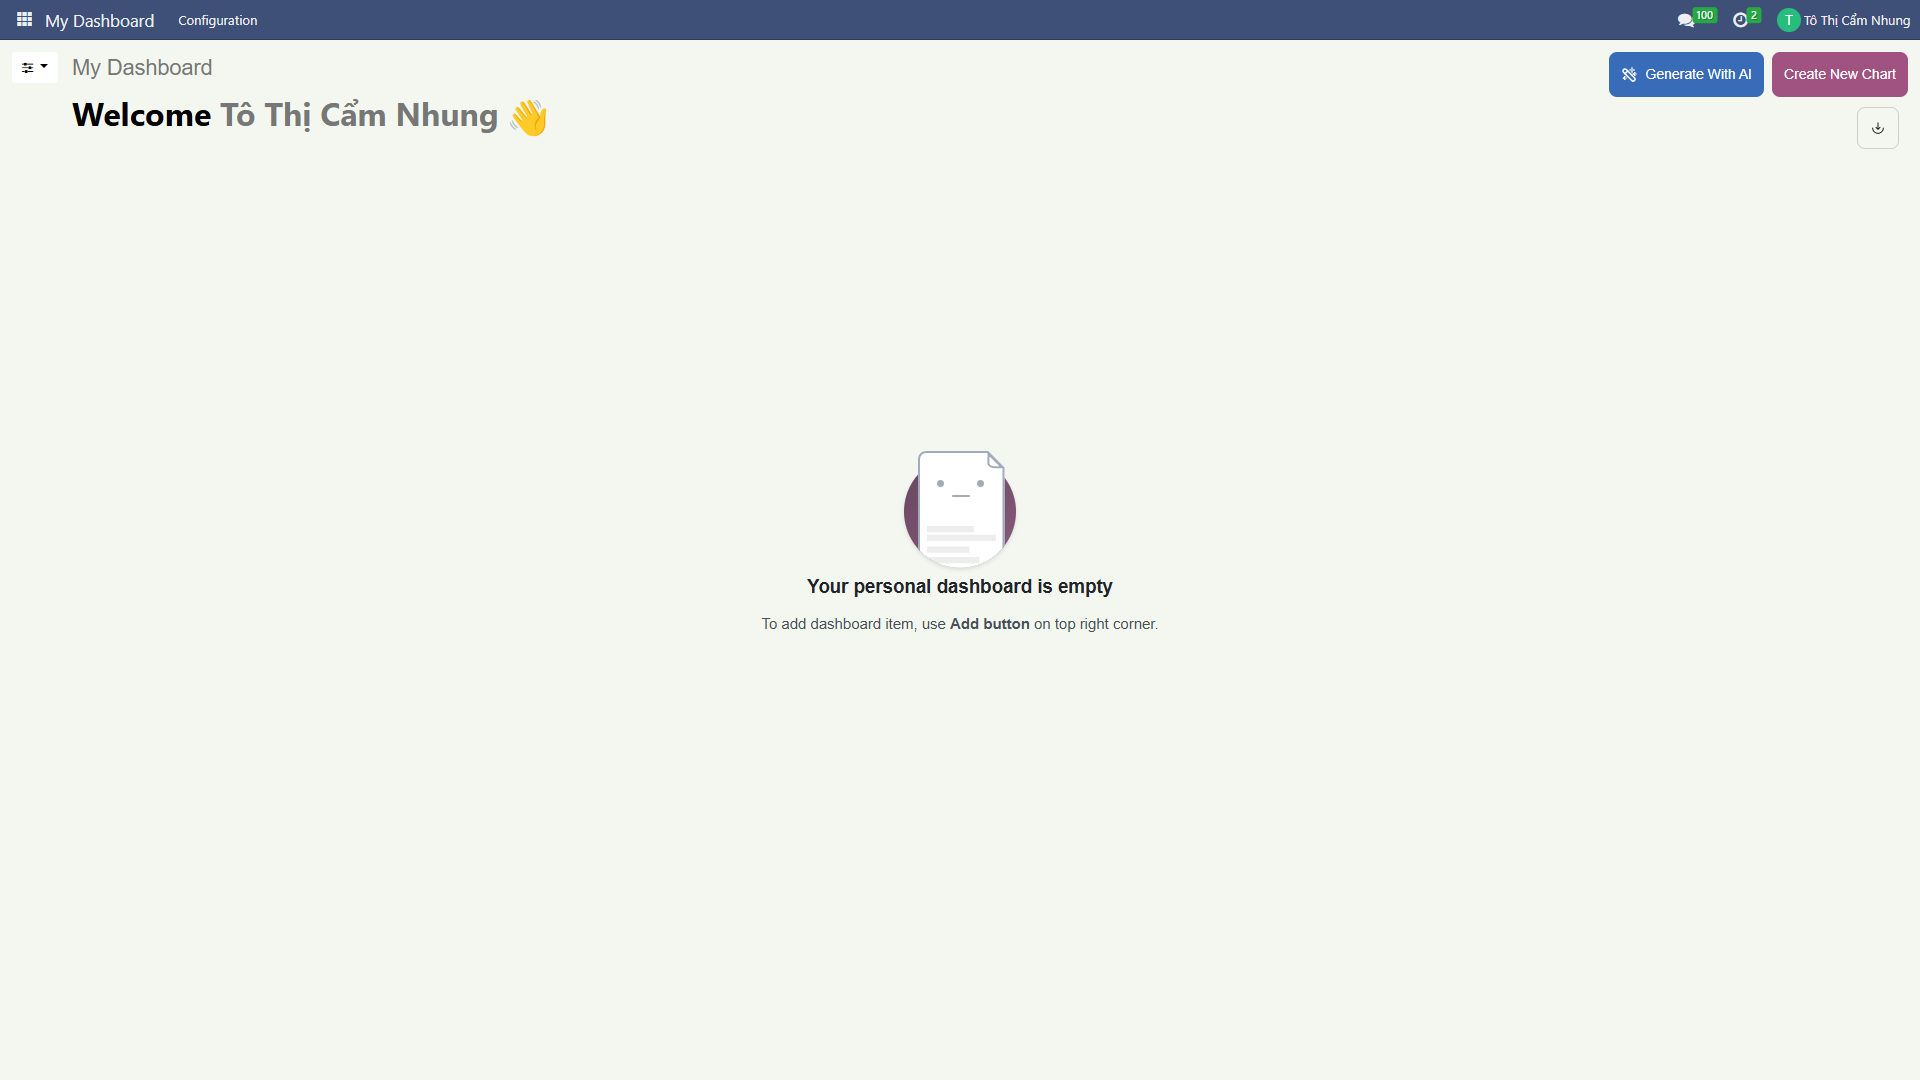 My Dashboard Configuration 100 2 T Tô Thị Cẩm Nhung
My Dashboard Generate With AI Create New Chart
Welcome Tô Thị Cẩm Nhung 👋
Your personal dashboard is empty
To add dashboard item, use Add button on top right corner.